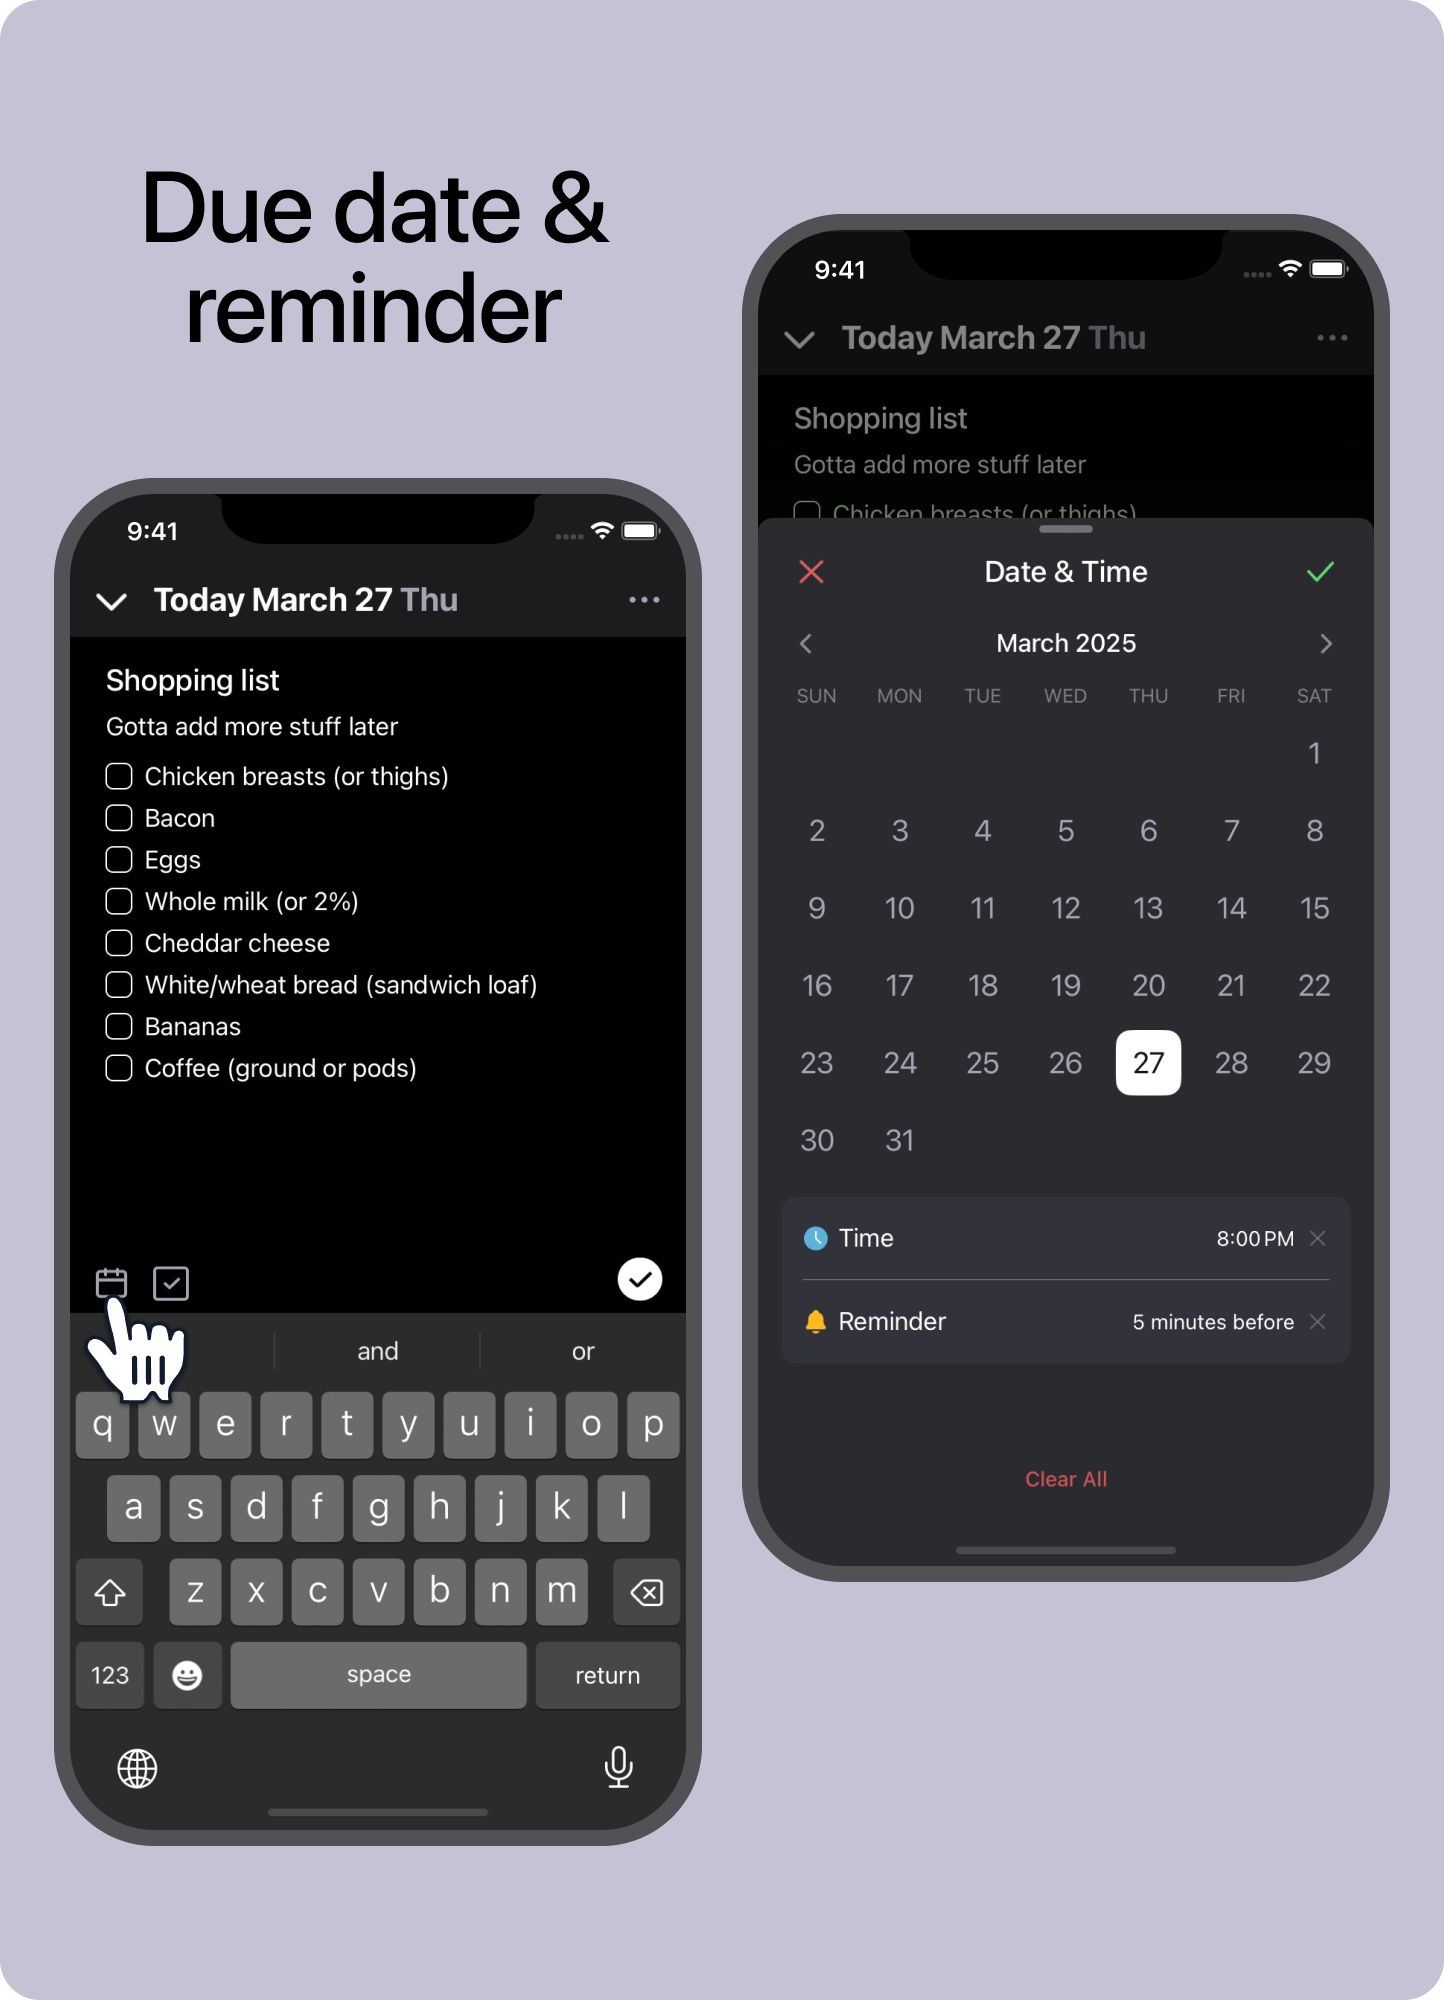 Due date &
reminder
9:41
Today March 27 Thu
Shopping list
Gotta add more stuff later
Chicken breasts (or thighs)
Bacon
Eggs
Whole milk (or 2%)
Cheddar cheese
White/wheat bread (sandwich loaf)
Bananas
Coffee (ground or pods)
and or
q w e r t y u i o p
a s d f g h j k l
z x c v b n m
123 space return
9:41
Today March 27 Thu
Shopping list
Gotta add more stuff later
Chicken breasts (or thighs)
Date & Time
March 2025
SUN MON TUE WED THU FRI SAT
1
2 3 4 5 6 7 8
9 10 11 12 13 14 15
16 17 18 19 20 21 22
23 24 25 26 27 28 29
30 31
Time 8:00 PM
Reminder 5 minutes before
Clear All